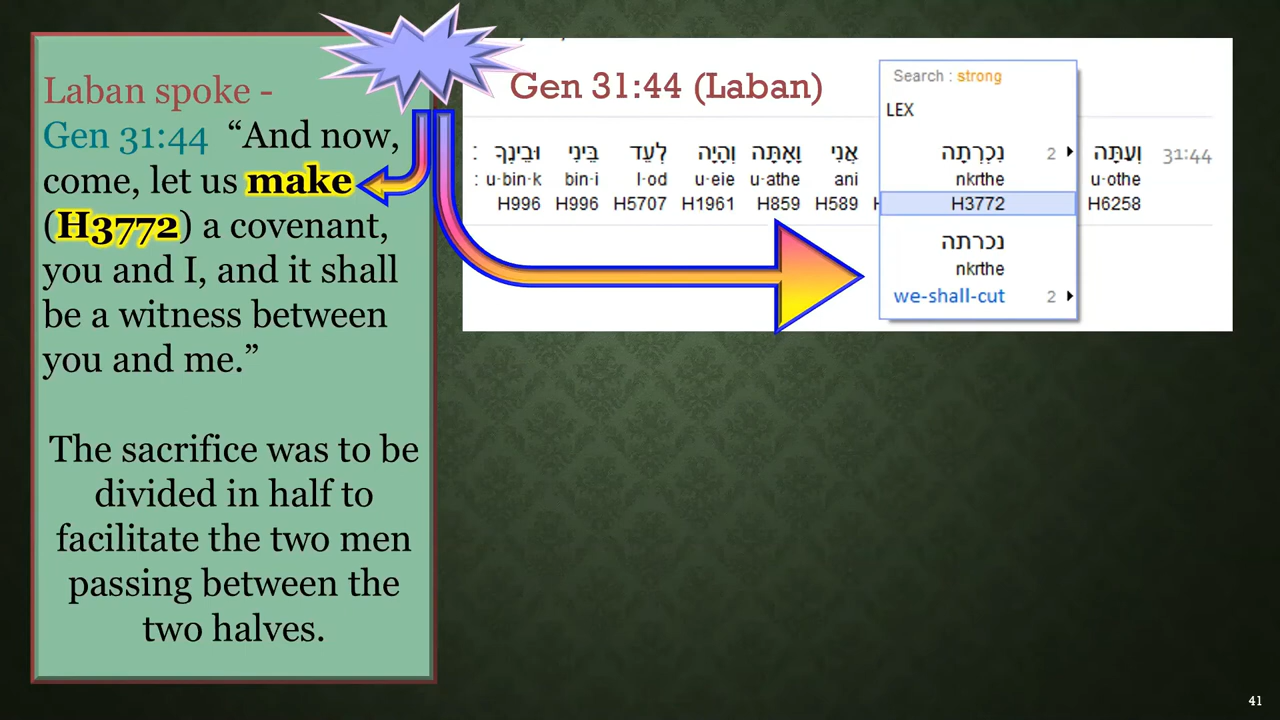 Laban spoke -
Gen 31:44 “And now,
come, let us make
(H3772) a covenant,
you and I, and it shall
be a witness between
you and me.”
The sacrifice was to be
divided in half to
facilitate the two men
passing between the
two halves.
Gen 31:44 (Laban)
Search : strong
LEX
31:44 וְעַתָּה נִכְרְתָה 2 אֲנִי וָאַתָּה וְהָיָה לְעֵד בֵּינִי וּבֵינֶךָ :
: u·bin·k bin·i l·od u·eie u·athe ani nkrthe u·othe
H996 H996 H5707 H1961 H859 H589 H3772 H6258
נכרתה
nkrthe
we-shall-cut 2
41